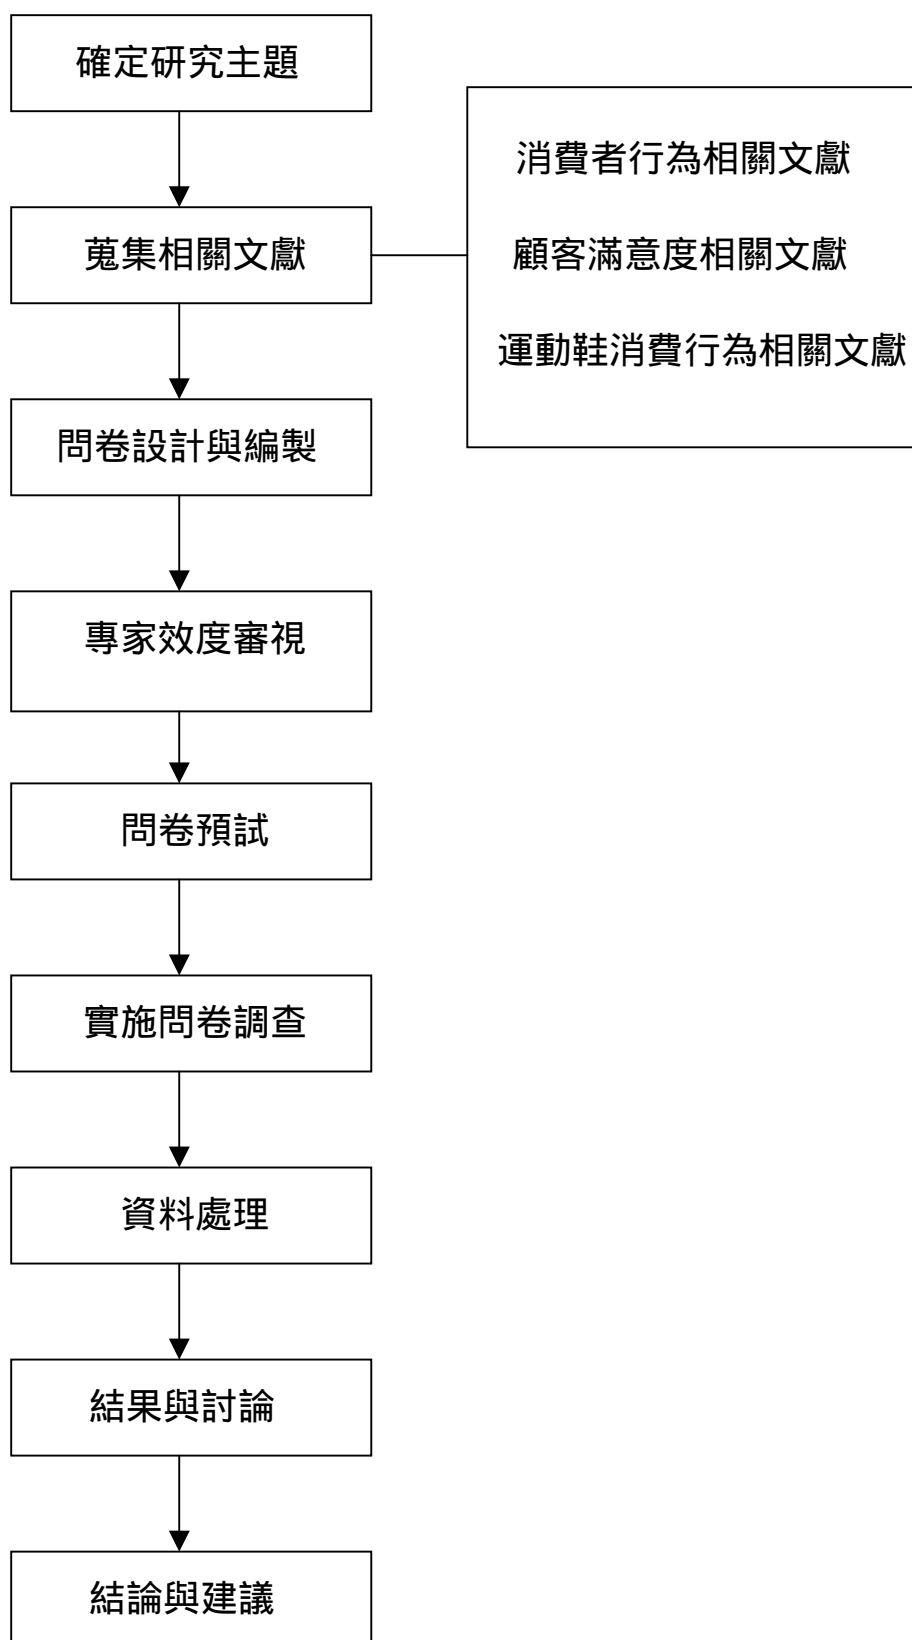 確定研究主題
蒐集相關文獻
消費者行為相關文獻
顧客滿意度相關文獻
運動鞋消費行為相關文獻
問卷設計與編製
專家效度審視
問卷預試
實施問卷調查
資料處理
結果與討論
結論與建議